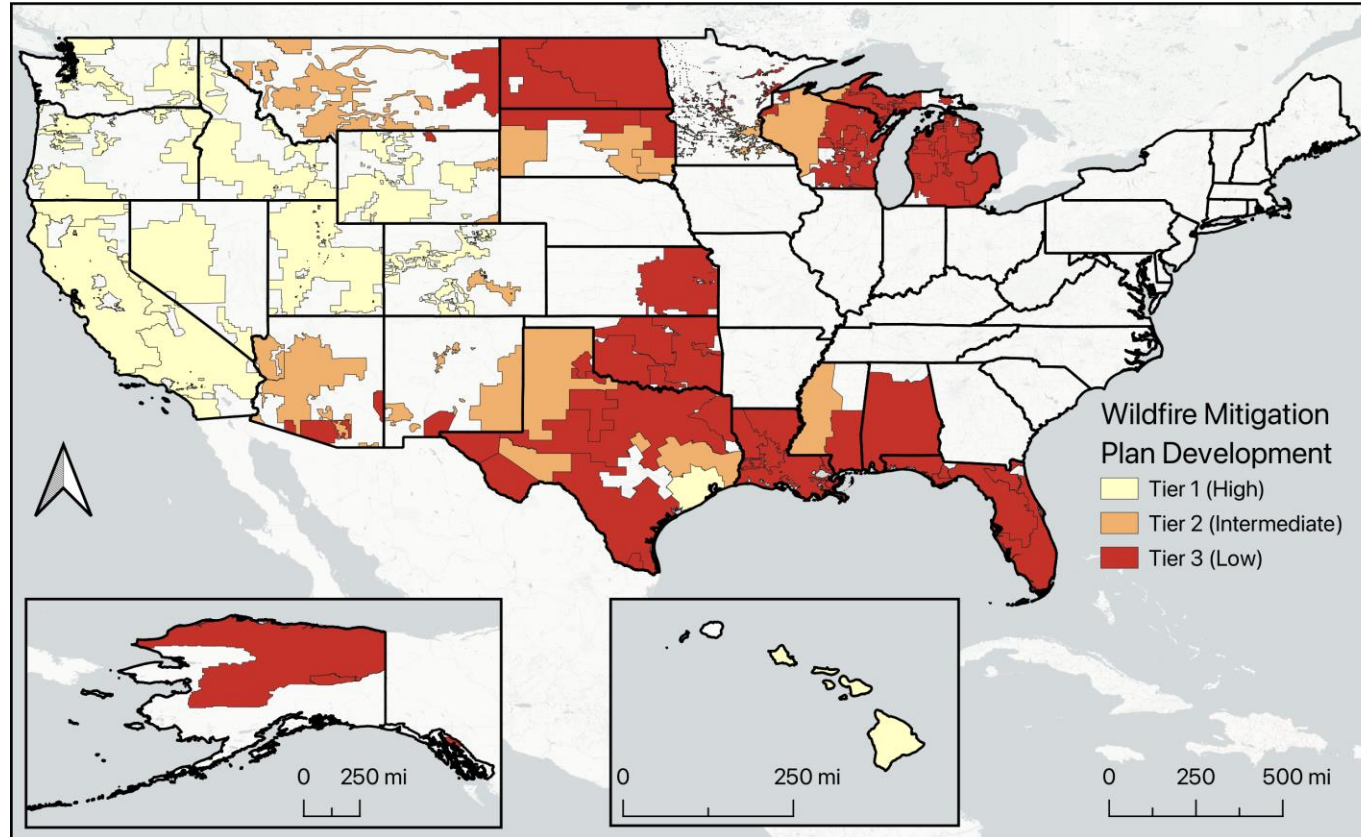 Wildfire Mitigation
Plan Development
Tier 1 (High)
Tier 2 (Intermediate)
Tier 3 (Low)
0 250 mi
0 250 mi
0 250 500 mi